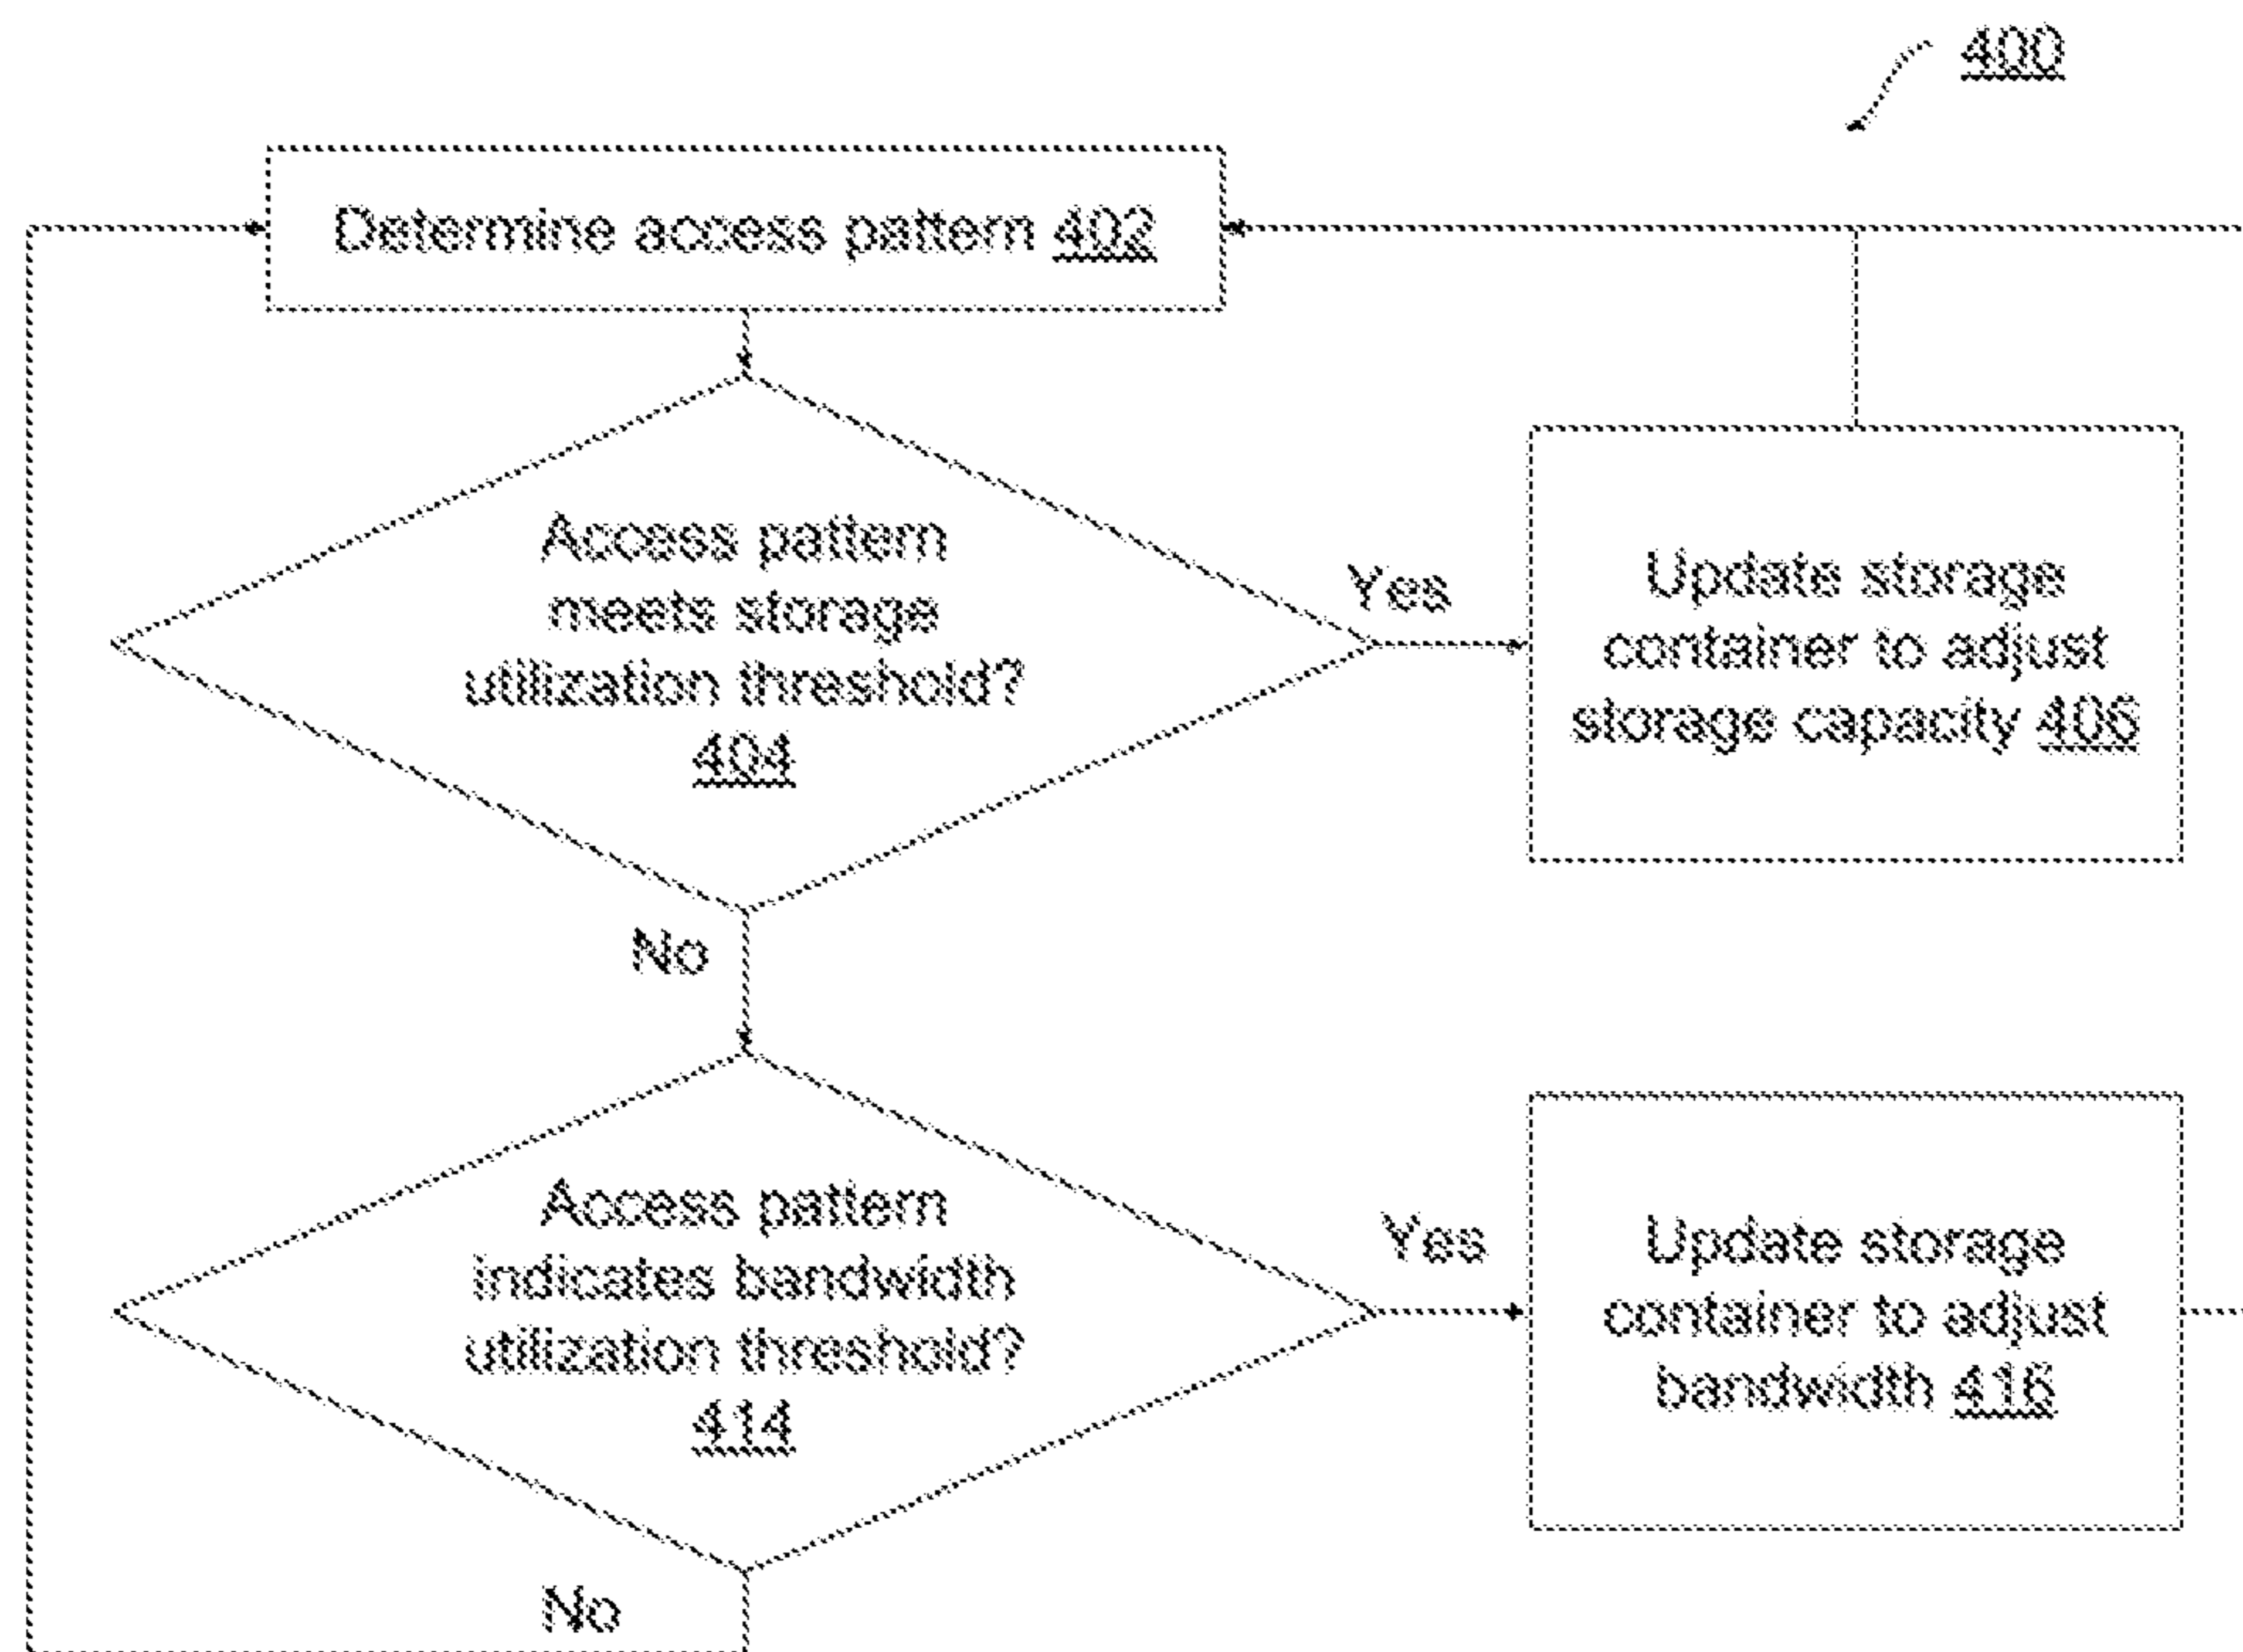 400
Determine access pattern 402
Access pattern
meets storage
utilization threshold?
404
Yes
Update storage
container to adjust
storage capacity 406
No
Access pattern
indicates bandwidth
utilization threshold?
414
Yes
Update storage
container to adjust
bandwidth 416
No